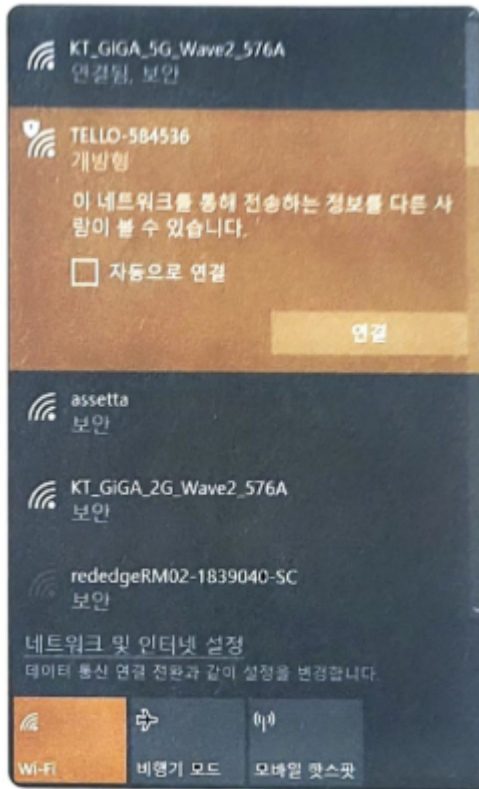 KT_GiGA_5G_Wave2_576A
연결됨, 보안
TELLO-584536
개방형
이 네트워크를 통해 전송하는 정보를 다른 사
람이 볼 수 있습니다.
자동으로 연결
연결
assetta
보안
KT_GiGA_2G_Wave2_576A
보안
rededgeRM02-1839040-SC
보안
네트워크 및 인터넷 설정
데이터 통신 연결 전환과 같이 설정을 변경합니다.
Wi-Fi
비행기 모드
모바일 핫스팟